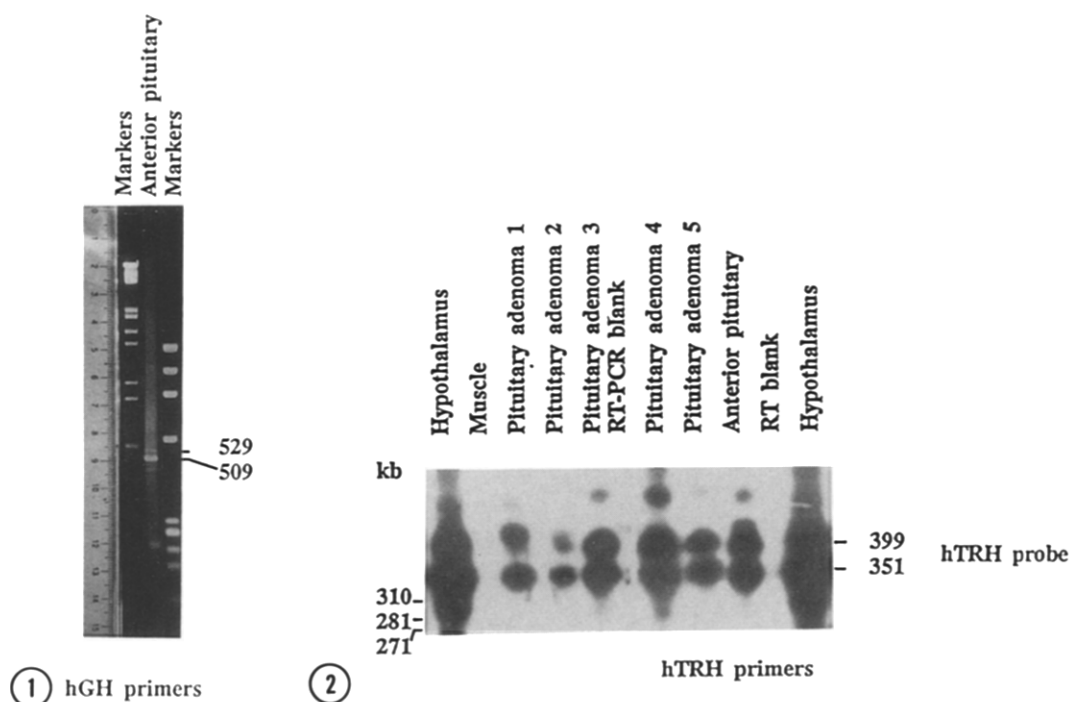 Markers
Anterior pituitary
Markers
529
509
1 hGH primers
Hypothalamus
Muscle
Pituitary adenoma 1
Pituitary adenoma 2
Pituitary adenoma 3
RT-PCR blank
Pituitary adenoma 4
Pituitary adenoma 5
Anterior pituitary
RT blank
Hypothalamus
kb
399
351
hTRH probe
310
281
271
hTRH primers
2